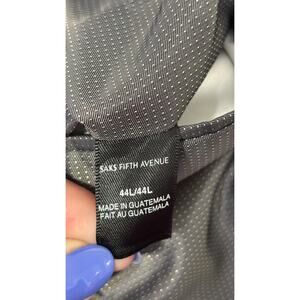 SAKS FIFTH AVENUE
44L/44L
MADE IN GUATEMALA
FAIT AU GUATEMALA